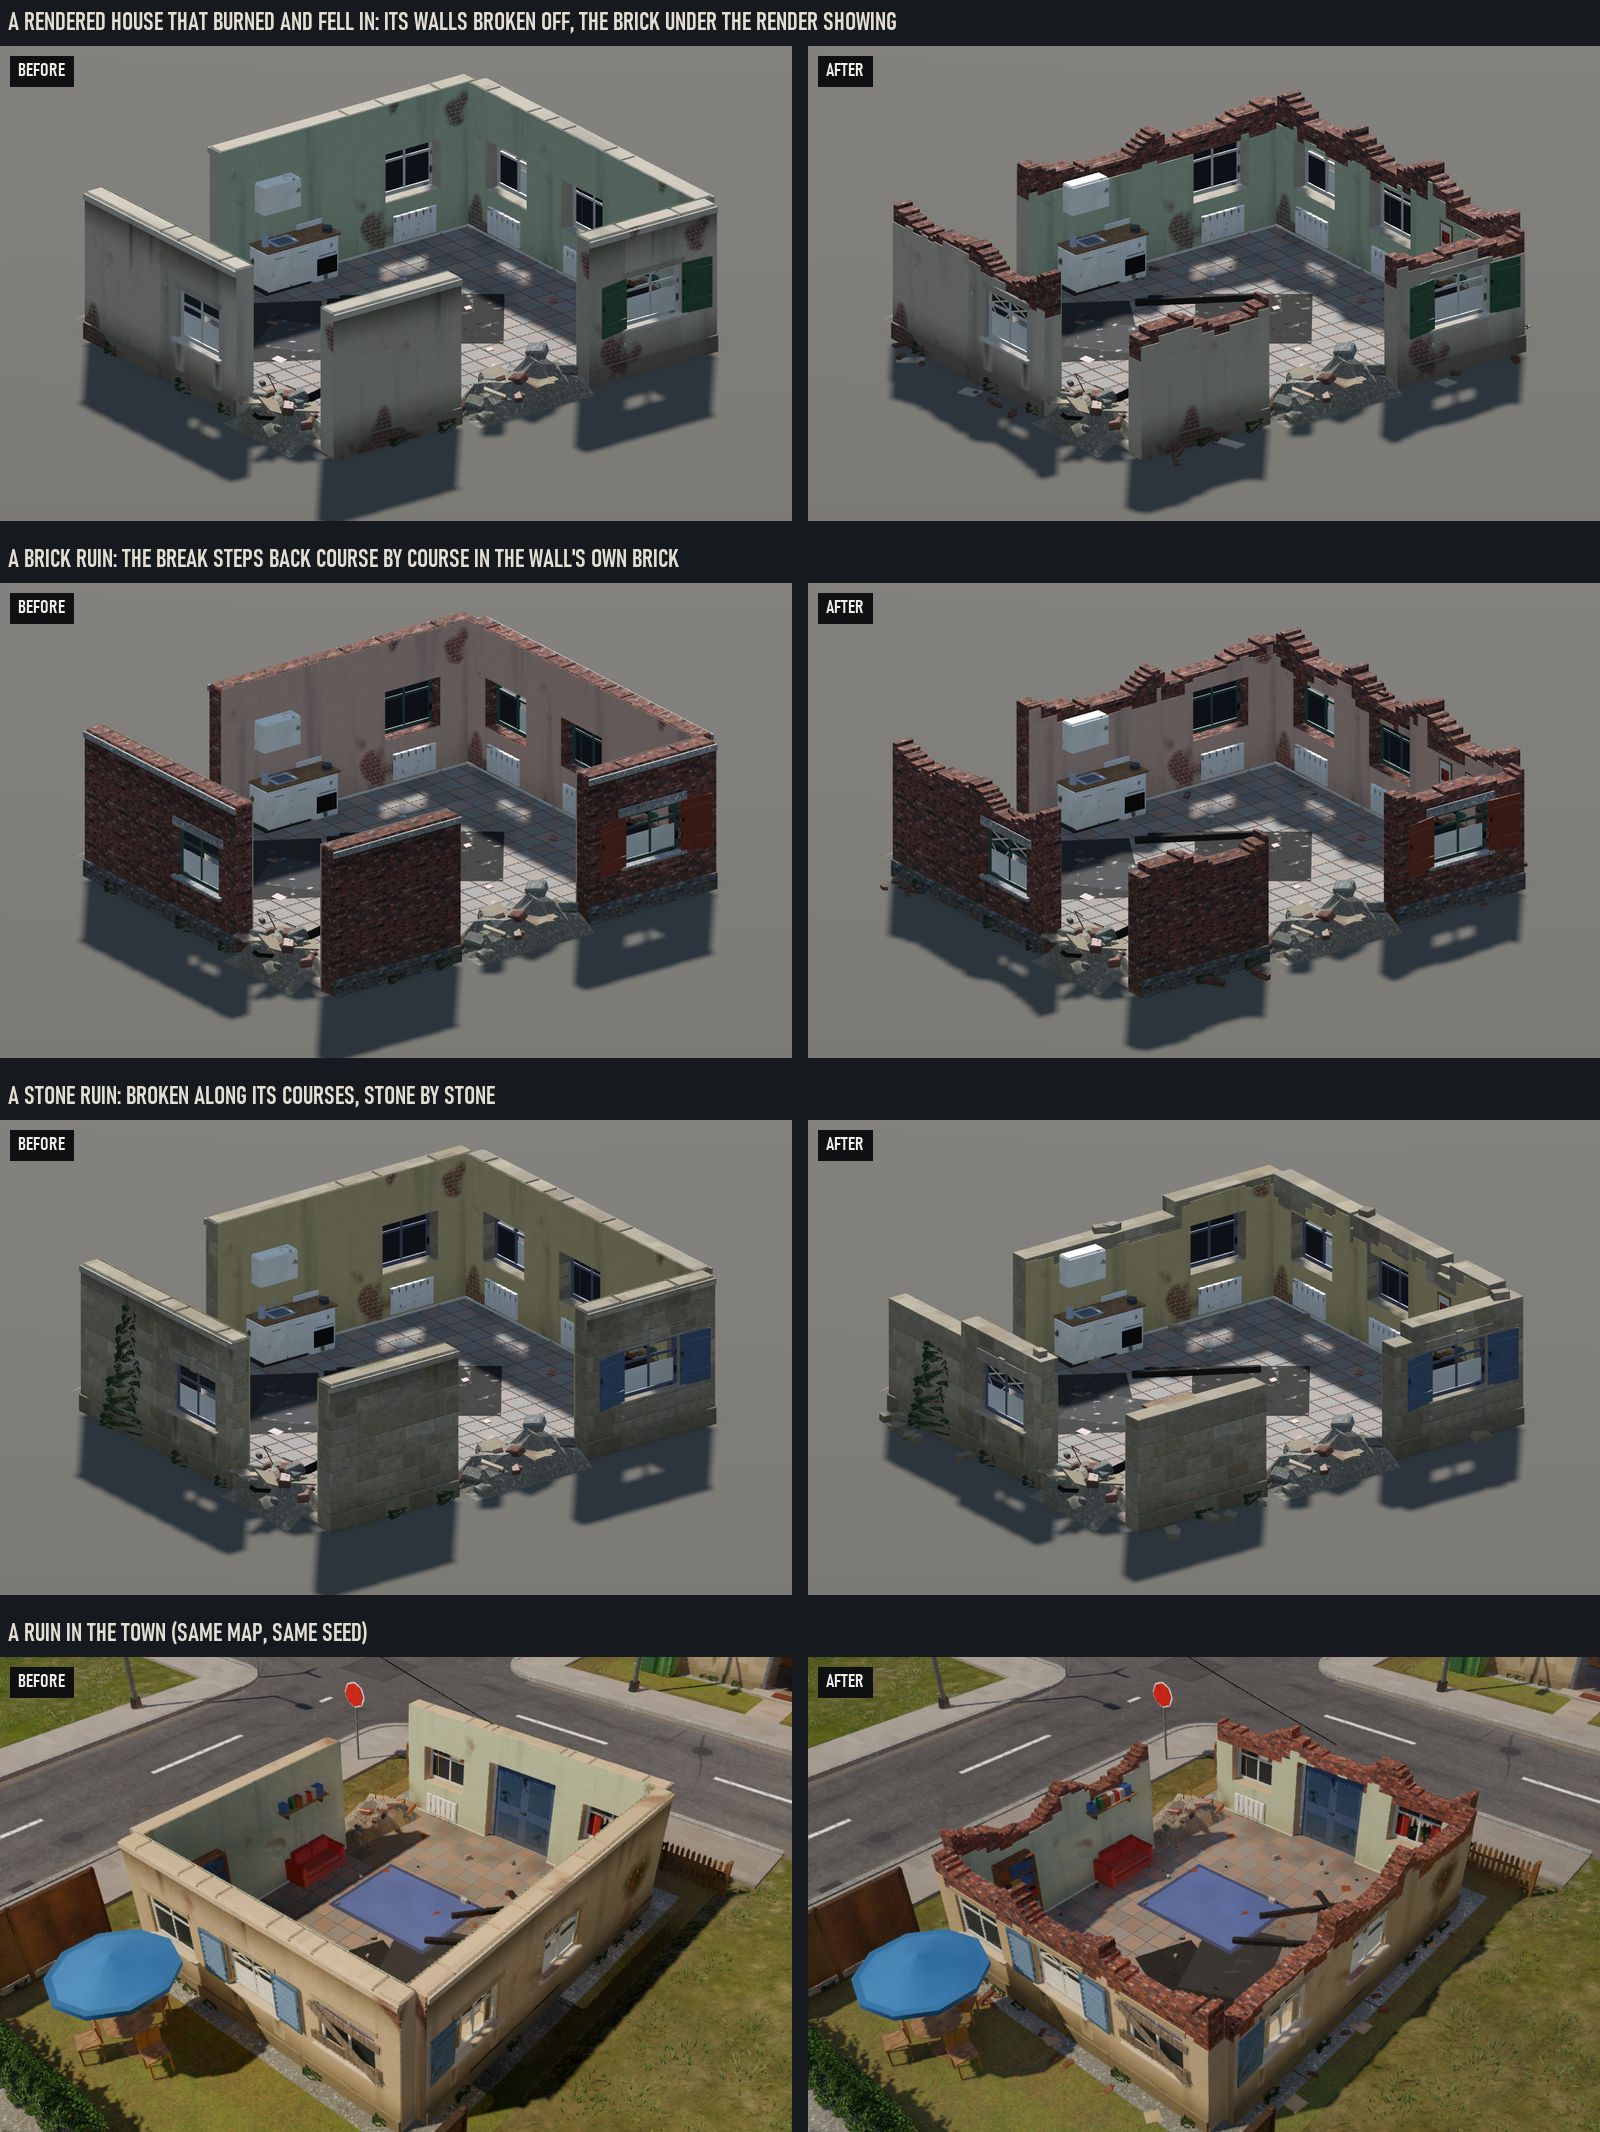 A RENDERED HOUSE THAT BURNED AND FELL IN: ITS WALLS BROKEN OFF, THE BRICK UNDER THE RENDER SHOWING
BEFORE
AFTER
A BRICK RUIN: THE BREAK STEPS BACK COURSE BY COURSE IN THE WALL'S OWN BRICK
BEFORE
AFTER
A STONE RUIN: BROKEN ALONG ITS COURSES, STONE BY STONE
BEFORE
AFTER
A RUIN IN THE TOWN (SAME MAP, SAME SEED)
BEFORE
AFTER